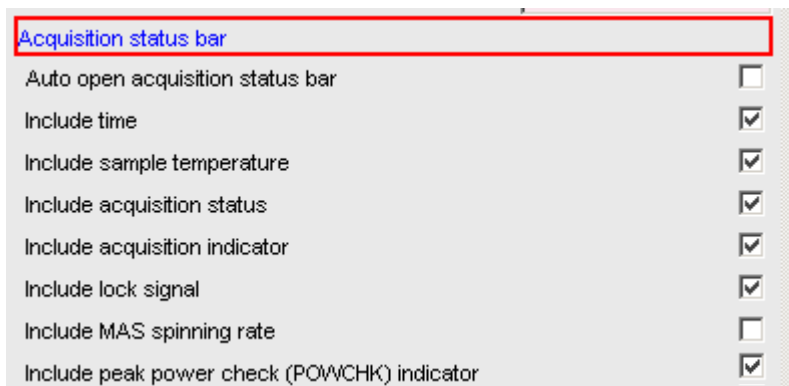 Acquisition status bar
Auto open acquisition status bar
Include time
Include sample temperature
Include acquisition status
Include acquisition indicator
Include lock signal
Include MAS spinning rate
Include peak power check (POWCHK) indicator